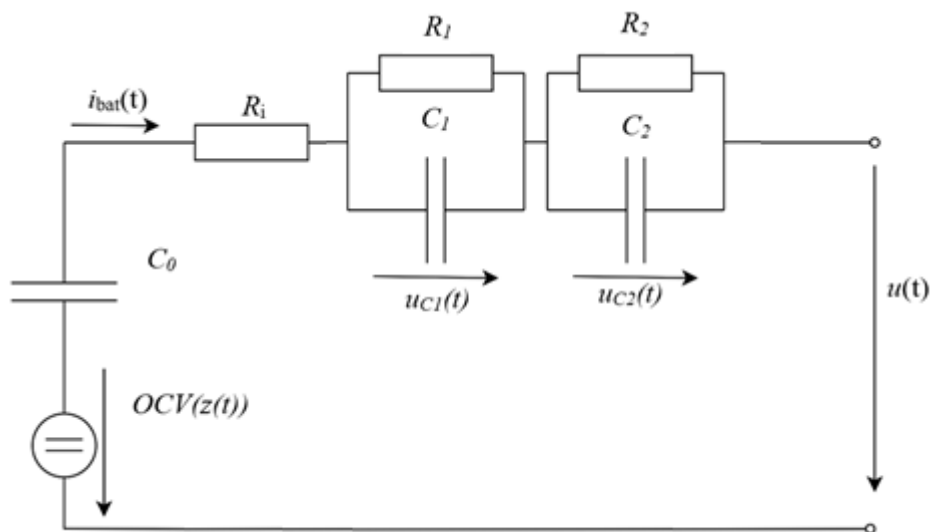 R1 R2
ibat(t)
Ri
C1 C2
C0
uC1(t) uC2(t)
u(t)
OCV(z(t))